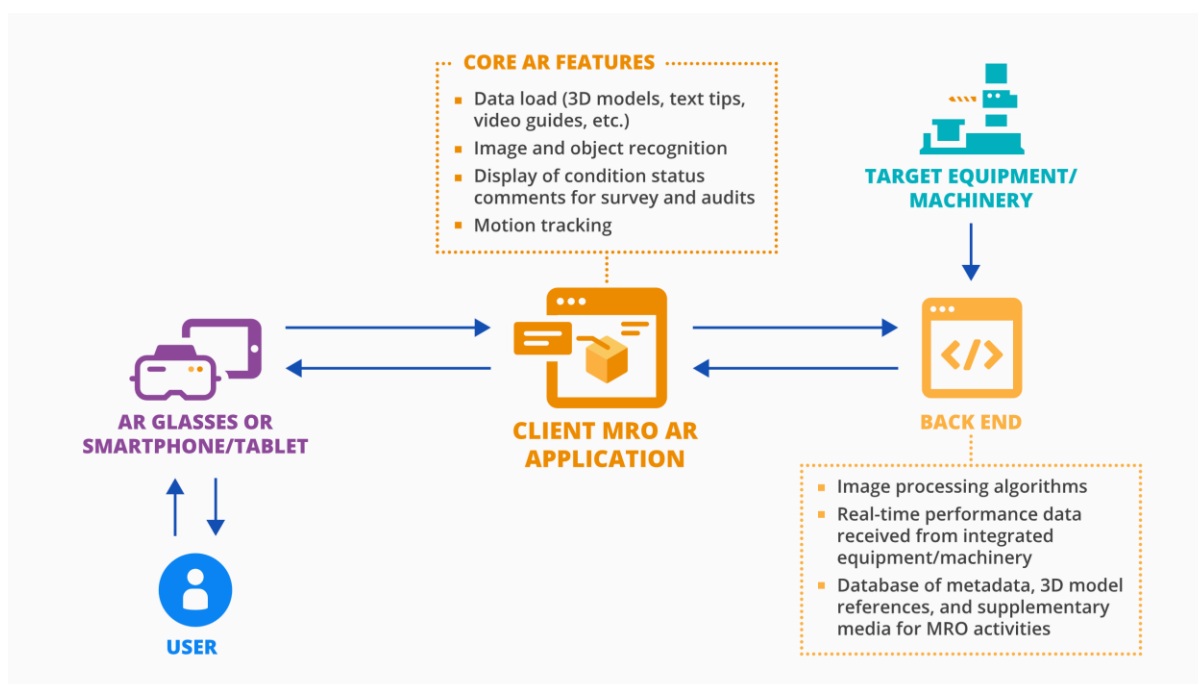 CORE AR FEATURES
Data load (3D models, text tips,
video guides, etc.)
Image and object recognition
Display of condition status
comments for survey and audits
Motion tracking
TARGET EQUIPMENT/
MACHINERY
AR GLASSES OR
SMARTPHONE/TABLET
CLIENT MRO AR
APPLICATION
</>
BACK END
Image processing algorithms
Real-time performance data
received from integrated
equipment/machinery
Database of metadata, 3D model
references, and supplementary
media for MRO activities
USER